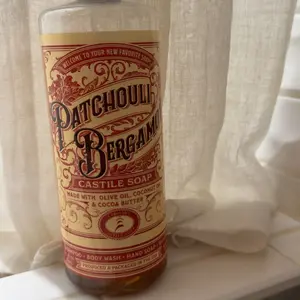 WELCOME TO YOUR NEW FAVORITE SOAP
PATCHOULI
BERGAMO
CASTILE SOAP
MADE WITH OLIVE OIL, COCONUT OIL
& COCOA BUTTER
BODY WASH · HAND SOAP